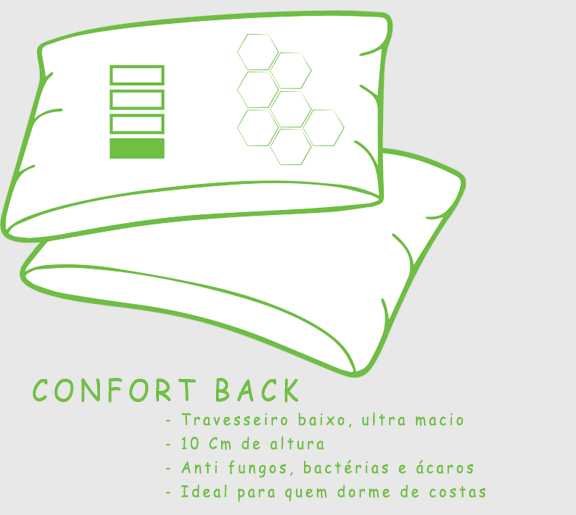 CONFORT BACK
- Travesseiro baixo, ultra macio
- 10 Cm de altura
- Anti fungos, bactérias e ácaros
- Ideal para quem dorme de costas